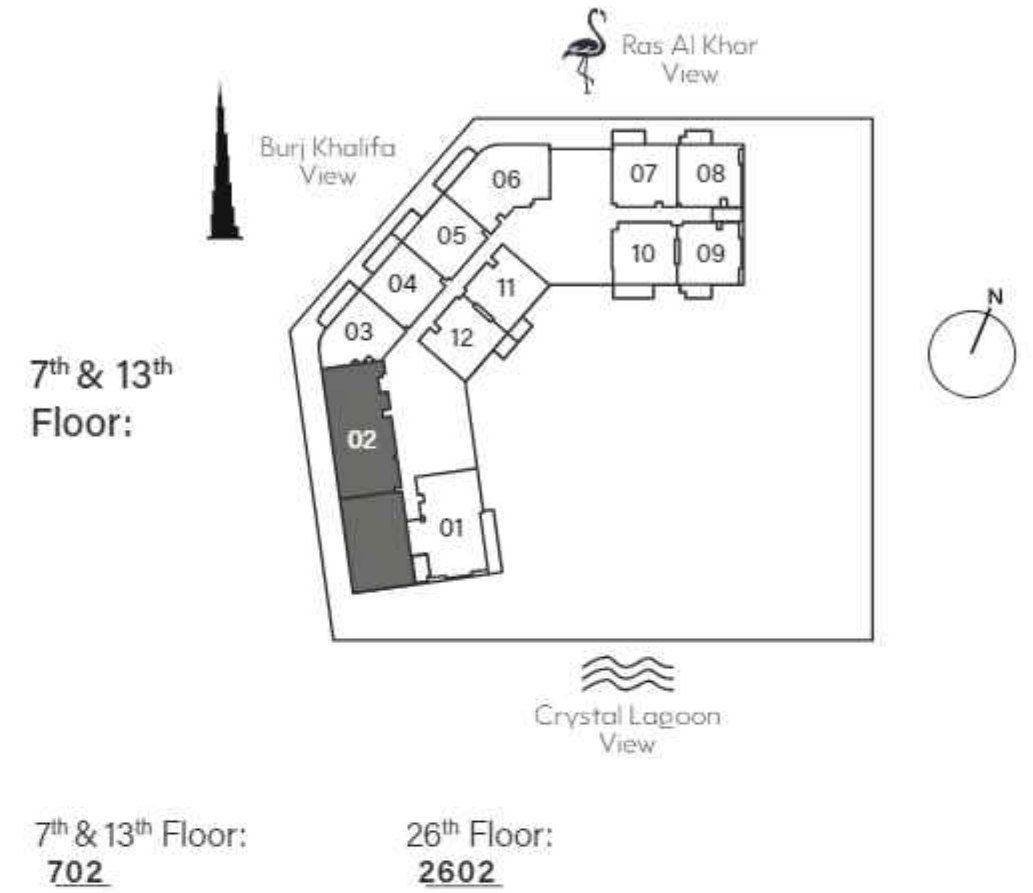 Ras Al Khor
View
Burj Khalifa
View
06
07
08
05
10
09
04
11
N
03
12
7th & 13th
Floor:
02
01
Crystal Lagoon
View
7th & 13th Floor:
702
26th Floor:
2602